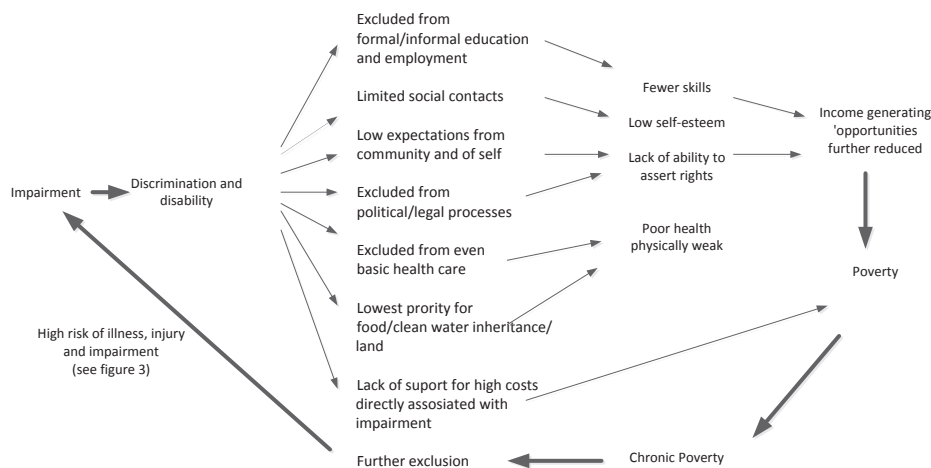 Impairment
Discrimination and
disability
Excluded from
formal/informal education
and employment
Limited social contacts
Low expectations from
community and of self
Excluded from
political/legal processes
Excluded from even
basic health care
Lowest prority for
food/clean water inheritance/
land
Lack of suport for high costs
directly assosiated with
impairment
Further exclusion
Fewer skills
Low self-esteem
Lack of ability to
assert rights
Poor health
physically weak
Income generating
'opportunities
further reduced
Poverty
Chronic Poverty
High risk of illness, injury
and impairment
(see figure 3)